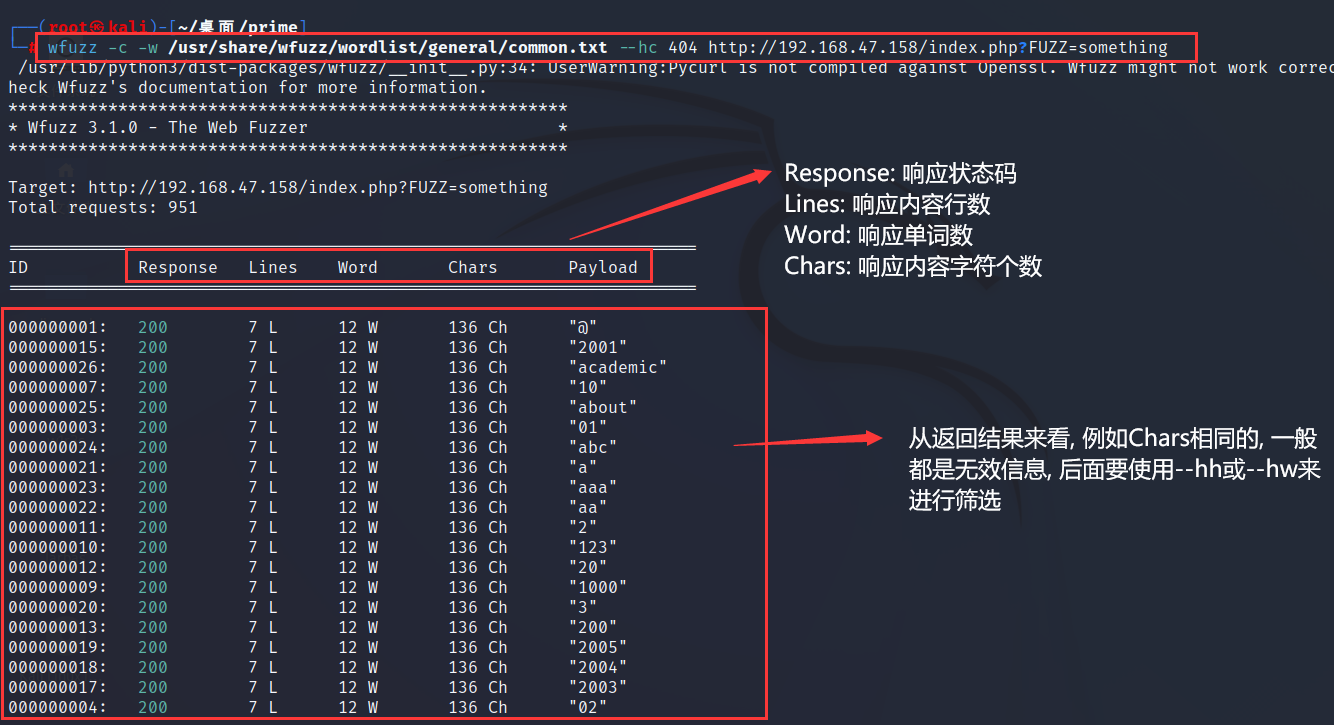 (root㉿kali)-[~/桌面/prime]
# wfuzz -c -w /usr/share/wfuzz/wordlist/general/common.txt --hc 404 http://192.168.47.158/index.php?FUZZ=something
/usr/lib/python3/dist-packages/wfuzz/__init__.py:34: UserWarning:Pycurl is not compiled against Openssl. Wfuzz might not work correc
heck Wfuzz's documentation for more information.
********************************************************
* Wfuzz 3.1.0 - The Web Fuzzer *
********************************************************
Target: http://192.168.47.158/index.php?FUZZ=something
Total requests: 951
Response: 响应状态码
Lines: 响应内容行数
Word: 响应单词数
Chars: 响应内容字符个数
ID Response Lines Word Chars Payload
000000001: 200 7 L 12 W 136 Ch "@"
000000015: 200 7 L 12 W 136 Ch "2001"
000000026: 200 7 L 12 W 136 Ch "academic"
000000007: 200 7 L 12 W 136 Ch "10"
000000025: 200 7 L 12 W 136 Ch "about"
000000003: 200 7 L 12 W 136 Ch "01"
000000024: 200 7 L 12 W 136 Ch "abc"
000000021: 200 7 L 12 W 136 Ch "a"
000000023: 200 7 L 12 W 136 Ch "aaa"
000000022: 200 7 L 12 W 136 Ch "aa"
000000011: 200 7 L 12 W 136 Ch "2"
000000010: 200 7 L 12 W 136 Ch "123"
000000012: 200 7 L 12 W 136 Ch "20"
000000009: 200 7 L 12 W 136 Ch "1000"
000000020: 200 7 L 12 W 136 Ch "3"
000000013: 200 7 L 12 W 136 Ch "200"
000000019: 200 7 L 12 W 136 Ch "2005"
000000018: 200 7 L 12 W 136 Ch "2004"
000000017: 200 7 L 12 W 136 Ch "2003"
000000004: 200 7 L 12 W 136 Ch "02"
从返回结果来看, 例如Chars相同的, 一般
都是无效信息, 后面要使用--hh或--hw来
进行筛选